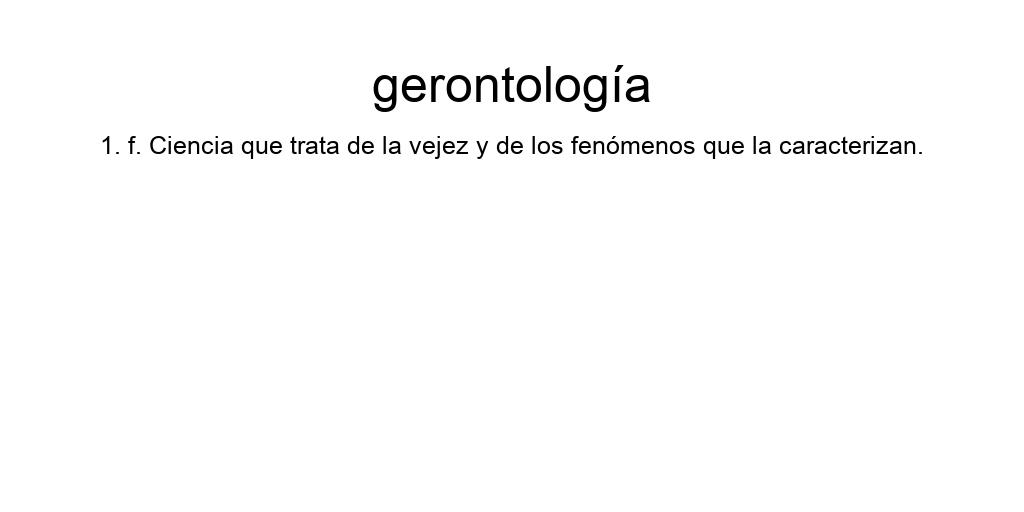 gerontología
1. f. Ciencia que trata de la vejez y de los fenómenos que la caracterizan.